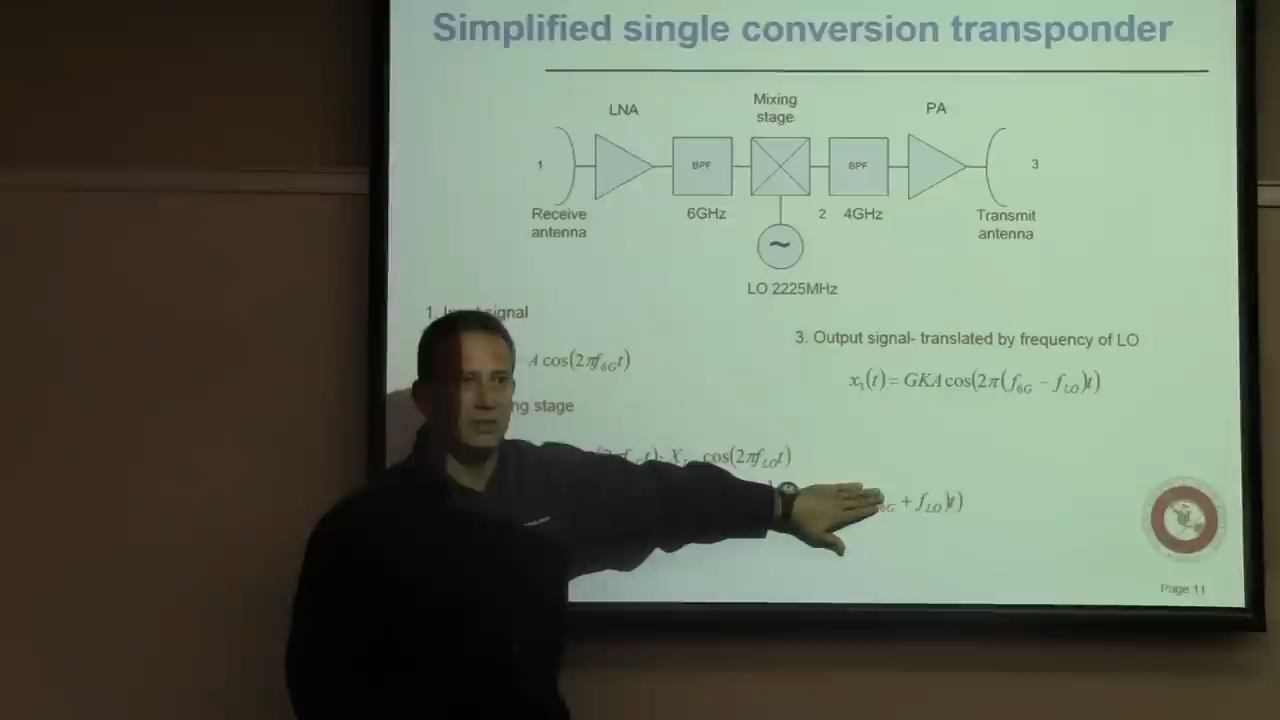 Simplified single conversion transponder
LNA
Mixing
stage
PA
1
BPF
BPF
3
Receive
antenna
6GHz
2
4GHz
Transmit
antenna
~
LO 2225MHz
1. signal
3. Output signal- translated by frequency of LO
A cos(2πf6Gt)
x3(t) = GKA cos(2π(f6G − fLO)t)
stage
cos(2πfLOt)
6G + fLO)t)
Page 11